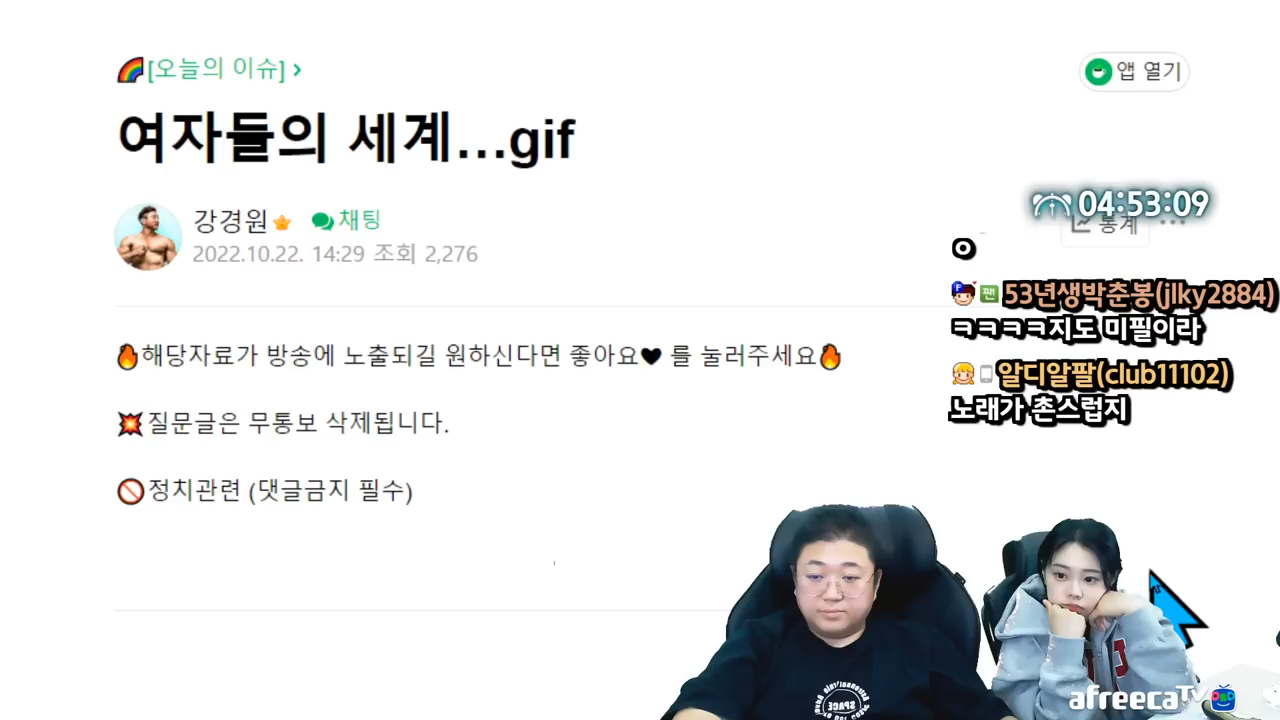 [오늘의 이슈] ›
앱 열기
여자들의 세계...gif
강경원
채팅
2022.10.22. 14:29 조회 2,276
04:53:09
통계
ㅇ
🔥해당자료가 방송에 노출되길 원하신다면 좋아요🖤 를 눌러주세요🔥
💥질문글은 무통보 삭제됩니다.
🚫정치관련 (댓글금지 필수)
F 팬 53년생박춘봉(jlky2884)
ㅋㅋㅋㅋ지도 미필이라
알디알팔(club11102)
노래가 촌스럽지
SPACE
afreecaTV